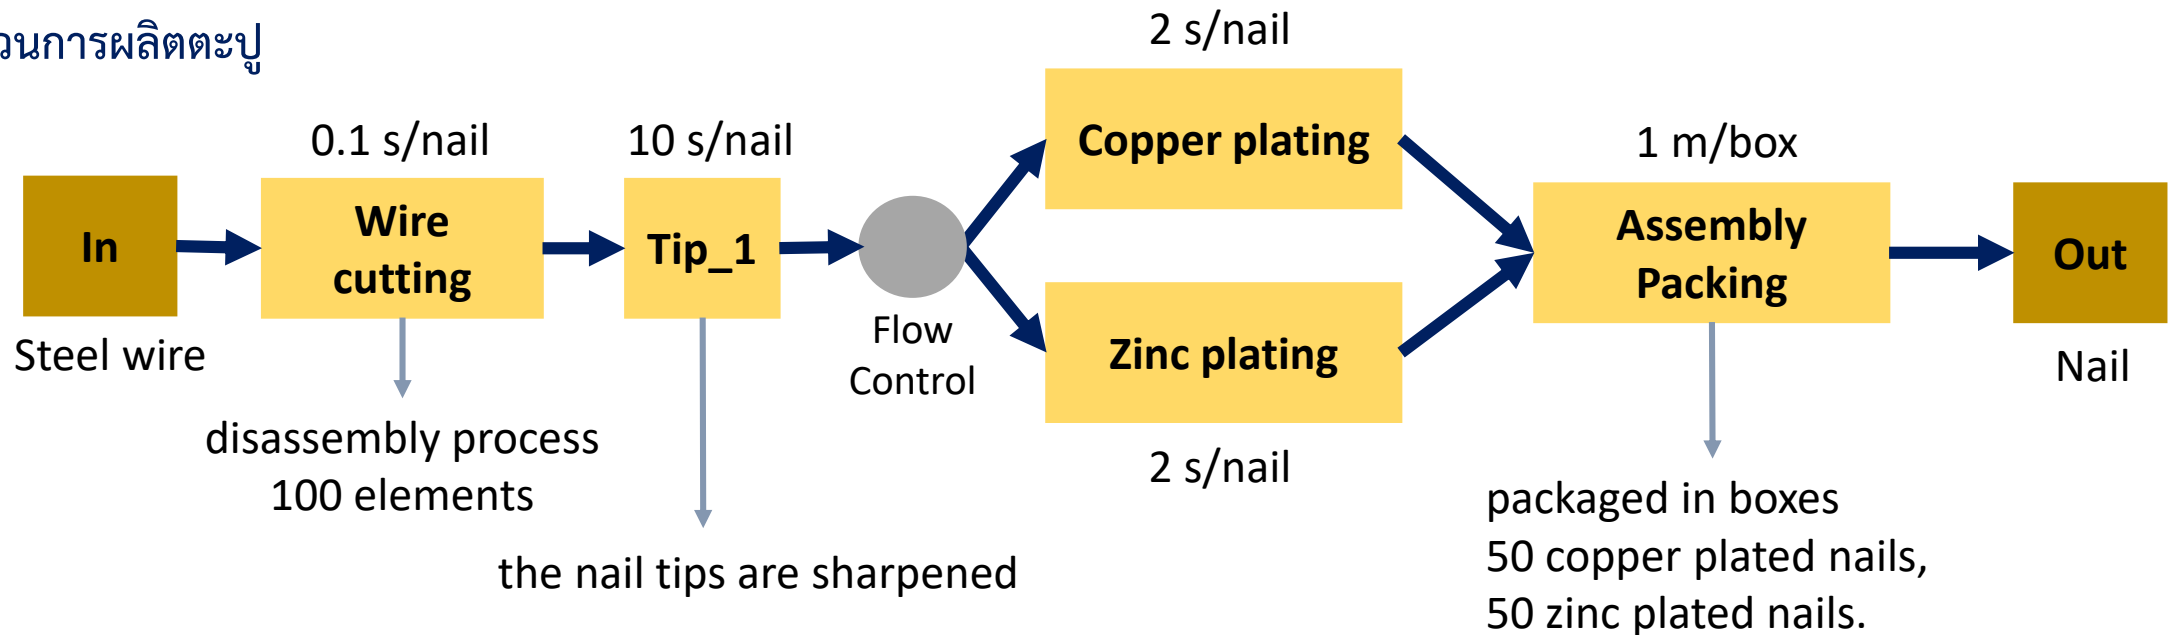 วนการผลิตตะปู
2 s/nail
0.1 s/nail
10 s/nail
Copper plating
1 m/box
In
Wire
cutting
Tip_1
Assembly
Packing
Out
Steel wire
Flow
Control
Zinc plating
Nail
disassembly process
100 elements
2 s/nail
the nail tips are sharpened
packaged in boxes
50 copper plated nails,
50 zinc plated nails.